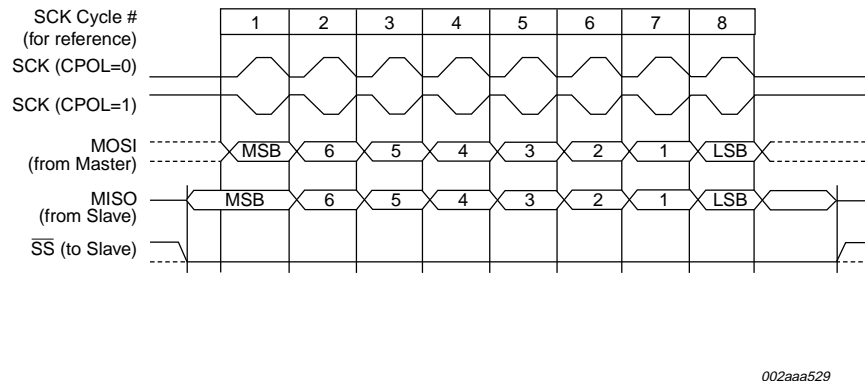 SCK Cycle # 1 2 3 4 5 6 7 8
(for reference)
SCK (CPOL=0)
SCK (CPOL=1)
MOSI MSB 6 5 4 3 2 1 LSB
(from Master)
MISO MSB 6 5 4 3 2 1 LSB
(from Slave)
S̅S̅ (to Slave)
002aaa529